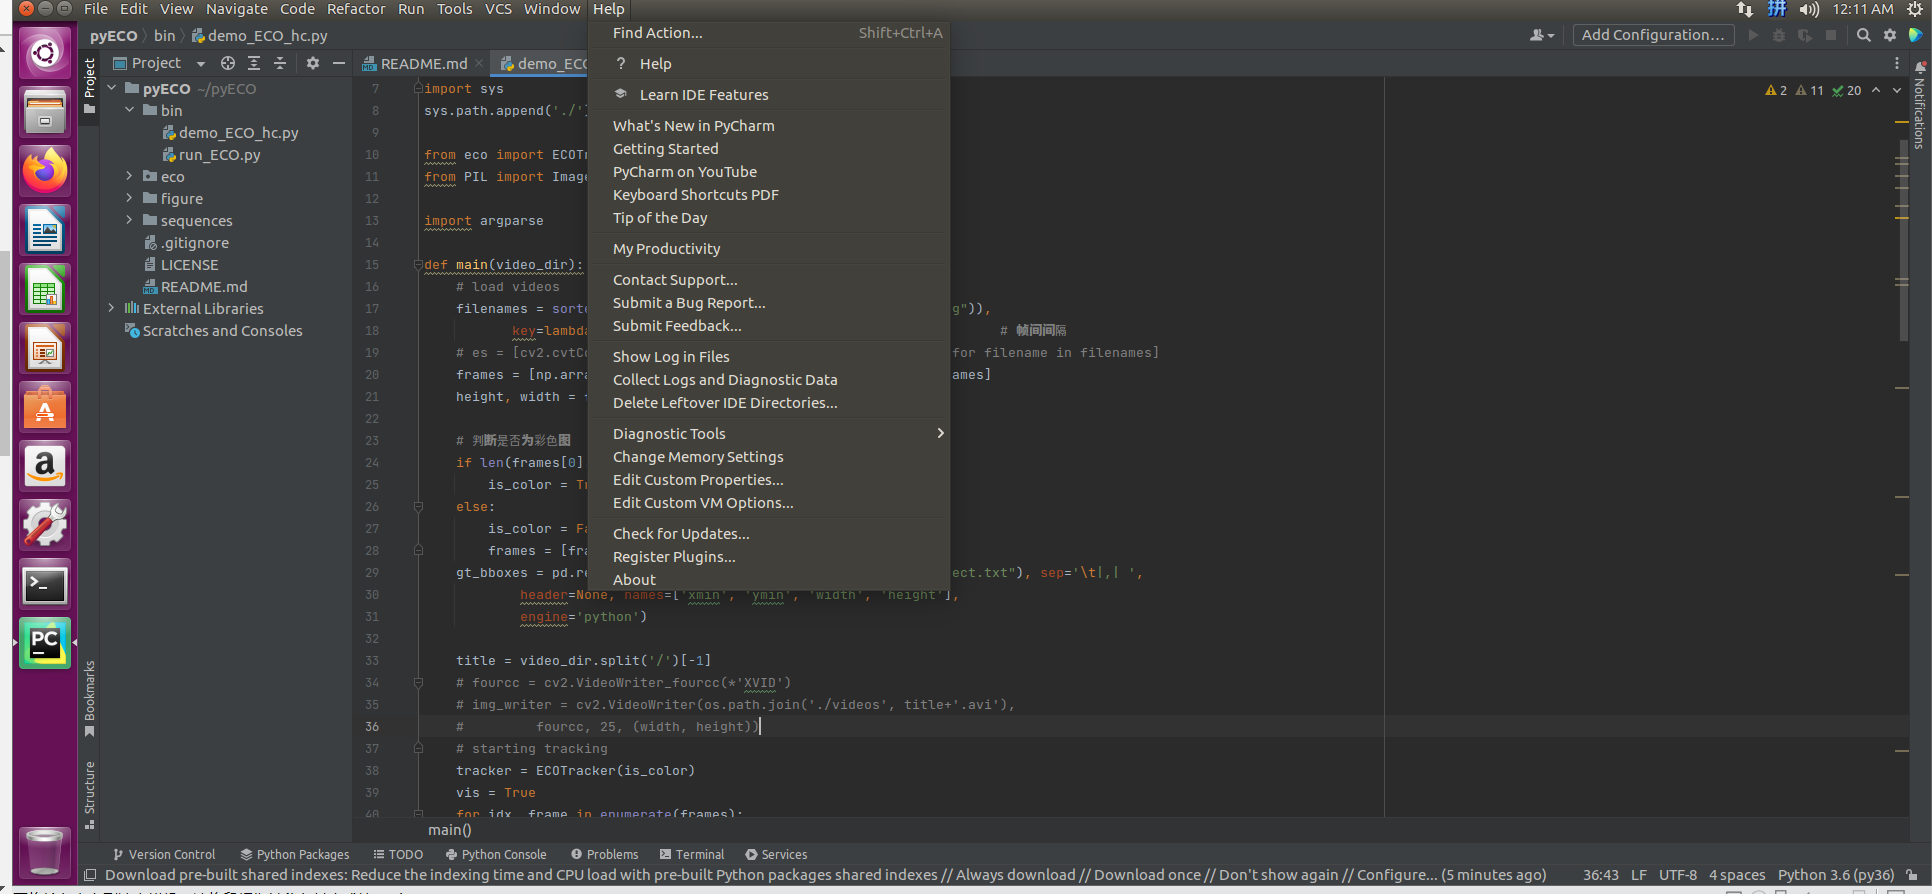 File Edit View Navigate Code Refactor Run Tools VCS Window Help
12:11 AM
pyECO bin demo_ECO_hc.py
Add Configuration...
Project
README.md
demo_EC
Project
pyECO ~/pyECO
bin
demo_ECO_hc.py
run_ECO.py
eco
figure
sequences
.gitignore
LICENSE
README.md
External Libraries
Scratches and Consoles
Bookmarks
Structure
Notifications
2 11 20
Find Action... Shift+Ctrl+A
? Help
Learn IDE Features
What's New in PyCharm
Getting Started
PyCharm on YouTube
Keyboard Shortcuts PDF
Tip of the Day
My Productivity
Contact Support...
Submit a Bug Report...
Submit Feedback...
Show Log in Files
Collect Logs and Diagnostic Data
Delete Leftover IDE Directories...
Diagnostic Tools
Change Memory Settings
Edit Custom Properties...
Edit Custom VM Options...
Check for Updates...
Register Plugins...
About
7 import sys
8 sys.path.append('./'
9
10 from eco import ECOT
11 from PIL import Image
12
13 import argparse
14
15 def main(video_dir):
16 # load videos
17 filenames = sorte g")),
18 key=lambda # 帧间间隔
19 # es = [cv2.cvtCo for filename in filenames]
20 frames = [np.arra ames]
21 height, width =
22
23 # 判断是否为彩色图
24 if len(frames[0]
25 is_color = Tr
26 else:
27 is_color = Fa
28 frames = [fra
29 gt_bboxes = pd.re ect.txt"), sep='\t|,| ',
30 header=None, names=['xmin', 'ymin', 'width', 'height'],
31 engine='python')
32
33 title = video_dir.split('/')[-1]
34 # fourcc = cv2.VideoWriter_fourcc(*'XVID')
35 # img_writer = cv2.VideoWriter(os.path.join('./videos', title+'.avi'),
36 # fourcc, 25, (width, height))
37 # starting tracking
38 tracker = ECOTracker(is_color)
39 vis = True
40 for idx, frame in enumerate(frames):
main()
Version Control Python Packages TODO Python Console Problems Terminal Services
Download pre-built shared indexes: Reduce the indexing time and CPU load with pre-built Python packages shared indexes // Always download // Download once // Don't show again // Configure... (5 minutes ago) 36:43 LF UTF-8 4 spaces Python 3.6 (py36)